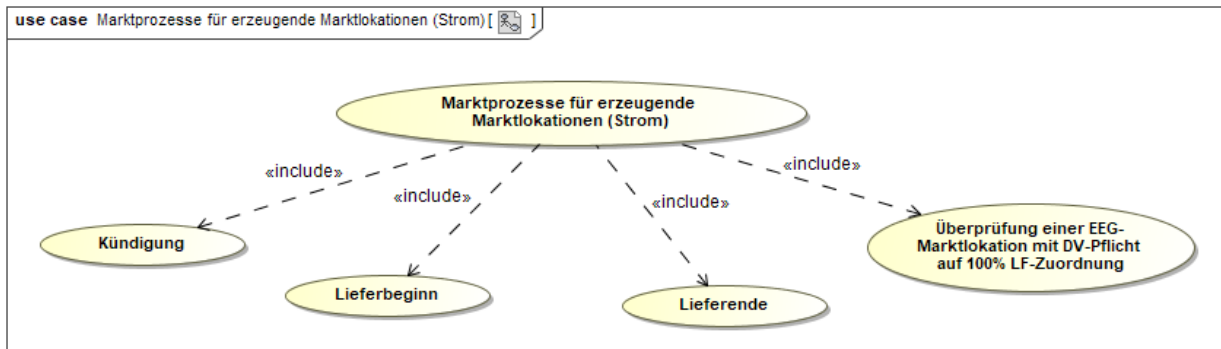 use case Marktprozesse für erzeugende Marktlokationen (Strom) [ ]
Marktprozesse für erzeugende
Marktlokationen (Strom)
«include»
«include»
«include»
«include»
Kündigung
Lieferbeginn
Lieferende
Überprüfung einer EEG-
Marktlokation mit DV-Pflicht
auf 100% LF-Zuordnung